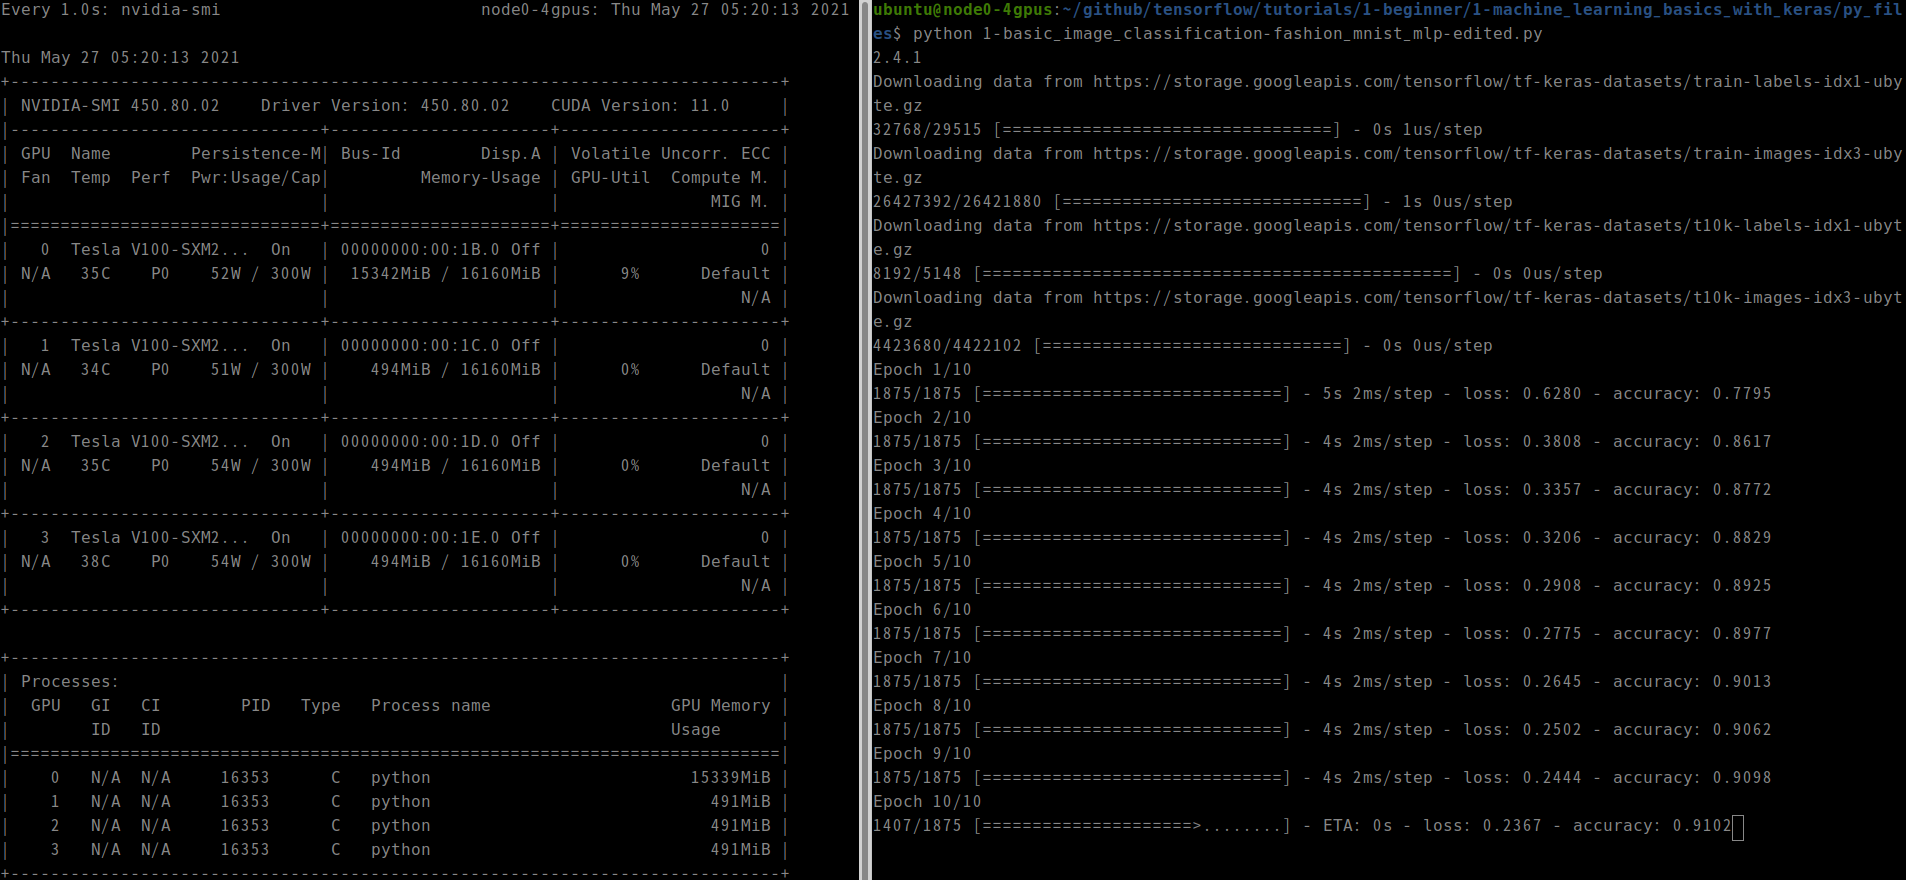 Every 1.0s: nvidia-smi                          node0-4gpus: Thu May 27 05:20:13 2021

Thu May 27 05:20:13 2021
+-----------------------------------------------------------------------------+
| NVIDIA-SMI 450.80.02    Driver Version: 450.80.02    CUDA Version: 11.0     |
|-------------------------------+----------------------+----------------------+
| GPU  Name        Persistence-M| Bus-Id        Disp.A | Volatile Uncorr. ECC |
| Fan  Temp  Perf  Pwr:Usage/Cap|         Memory-Usage | GPU-Util  Compute M. |
|                               |                      |               MIG M. |
|===============================+======================+======================|
|   0  Tesla V100-SXM2...  On   | 00000000:00:1B.0 Off |                    0 |
| N/A   35C    P0    52W / 300W |  15342MiB / 16160MiB |      9%      Default |
|                               |                      |                  N/A |
+-------------------------------+----------------------+----------------------+
|   1  Tesla V100-SXM2...  On   | 00000000:00:1C.0 Off |                    0 |
| N/A   34C    P0    51W / 300W |    494MiB / 16160MiB |      0%      Default |
|                               |                      |                  N/A |
+-------------------------------+----------------------+----------------------+
|   2  Tesla V100-SXM2...  On   | 00000000:00:1D.0 Off |                    0 |
| N/A   35C    P0    54W / 300W |    494MiB / 16160MiB |      0%      Default |
|                               |                      |                  N/A |
+-------------------------------+----------------------+----------------------+
|   3  Tesla V100-SXM2...  On   | 00000000:00:1E.0 Off |                    0 |
| N/A   38C    P0    54W / 300W |    494MiB / 16160MiB |      0%      Default |
|                               |                      |                  N/A |
+-------------------------------+----------------------+----------------------+

+-----------------------------------------------------------------------------+
| Processes:                                                                  |
|  GPU   GI   CI        PID   Type   Process name                  GPU Memory |
|        ID   ID                                                   Usage      |
|=============================================================================|
|    0   N/A  N/A     16353      C   python                          15339MiB |
|    1   N/A  N/A     16353      C   python                            491MiB |
|    2   N/A  N/A     16353      C   python                            491MiB |
|    3   N/A  N/A     16353      C   python                            491MiB |
+-----------------------------------------------------------------------------+
ubuntu@node0-4gpus:~/github/tensorflow/tutorials/1-beginner/1-machine_learning_basics_with_keras/py_fil
es$ python 1-basic_image_classification-fashion_mnist_mlp-edited.py
2.4.1
Downloading data from https://storage.googleapis.com/tensorflow/tf-keras-datasets/train-labels-idx1-uby
te.gz
32768/29515 [=================================] - 0s 1us/step
Downloading data from https://storage.googleapis.com/tensorflow/tf-keras-datasets/train-images-idx3-uby
te.gz
26427392/26421880 [==============================] - 1s 0us/step
Downloading data from https://storage.googleapis.com/tensorflow/tf-keras-datasets/t10k-labels-idx1-ubyt
e.gz
8192/5148 [===============================================] - 0s 0us/step
Downloading data from https://storage.googleapis.com/tensorflow/tf-keras-datasets/t10k-images-idx3-ubyt
e.gz
4423680/4422102 [==============================] - 0s 0us/step
Epoch 1/10
1875/1875 [==============================] - 5s 2ms/step - loss: 0.6280 - accuracy: 0.7795
Epoch 2/10
1875/1875 [==============================] - 4s 2ms/step - loss: 0.3808 - accuracy: 0.8617
Epoch 3/10
1875/1875 [==============================] - 4s 2ms/step - loss: 0.3357 - accuracy: 0.8772
Epoch 4/10
1875/1875 [==============================] - 4s 2ms/step - loss: 0.3206 - accuracy: 0.8829
Epoch 5/10
1875/1875 [==============================] - 4s 2ms/step - loss: 0.2908 - accuracy: 0.8925
Epoch 6/10
1875/1875 [==============================] - 4s 2ms/step - loss: 0.2775 - accuracy: 0.8977
Epoch 7/10
1875/1875 [==============================] - 4s 2ms/step - loss: 0.2645 - accuracy: 0.9013
Epoch 8/10
1875/1875 [==============================] - 4s 2ms/step - loss: 0.2502 - accuracy: 0.9062
Epoch 9/10
1875/1875 [==============================] - 4s 2ms/step - loss: 0.2444 - accuracy: 0.9098
Epoch 10/10
1407/1875 [=====================>........] - ETA: 0s - loss: 0.2367 - accuracy: 0.9102